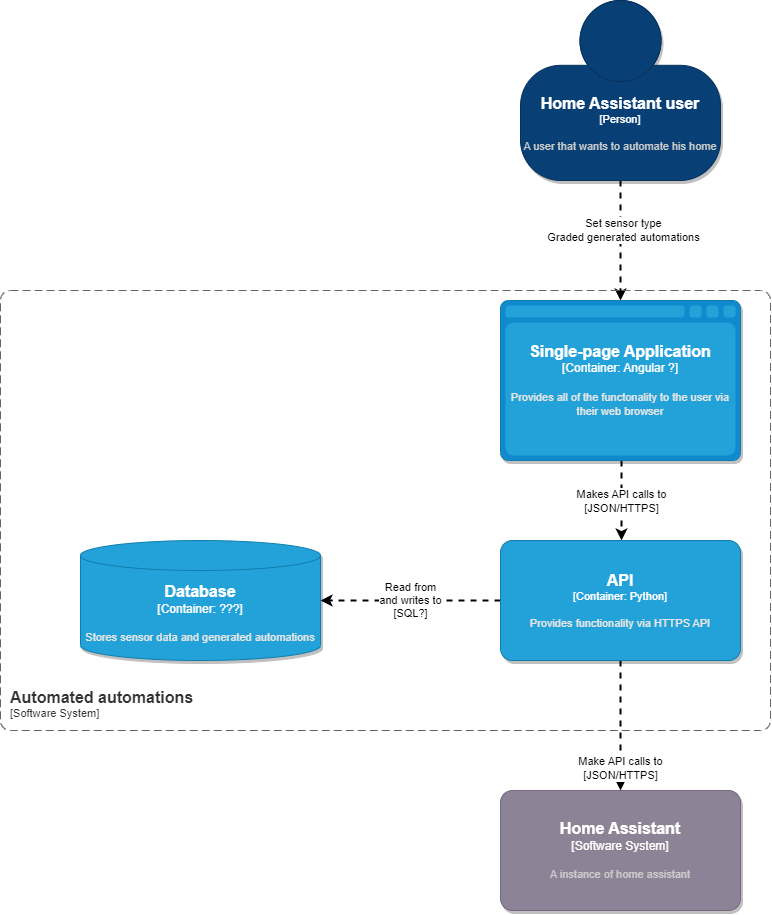 Home Assistant user
[Person]
A user that wants to automate his home
Set sensor type
Graded generated automations
Single-page Application
[Container: Angular ?]
Provides all of the functonality to the user via
their web browser
Makes API calls to
[JSON/HTTPS]
Database
[Container: ???]
Stores sensor data and generated automations
Read from
and writes to
[SQL?]
API
[Container: Python]
Provides functionality via HTTPS API
Automated automations
[Software System]
Make API calls to
[JSON/HTTPS]
Home Assistant
[Software System]
A instance of home assistant